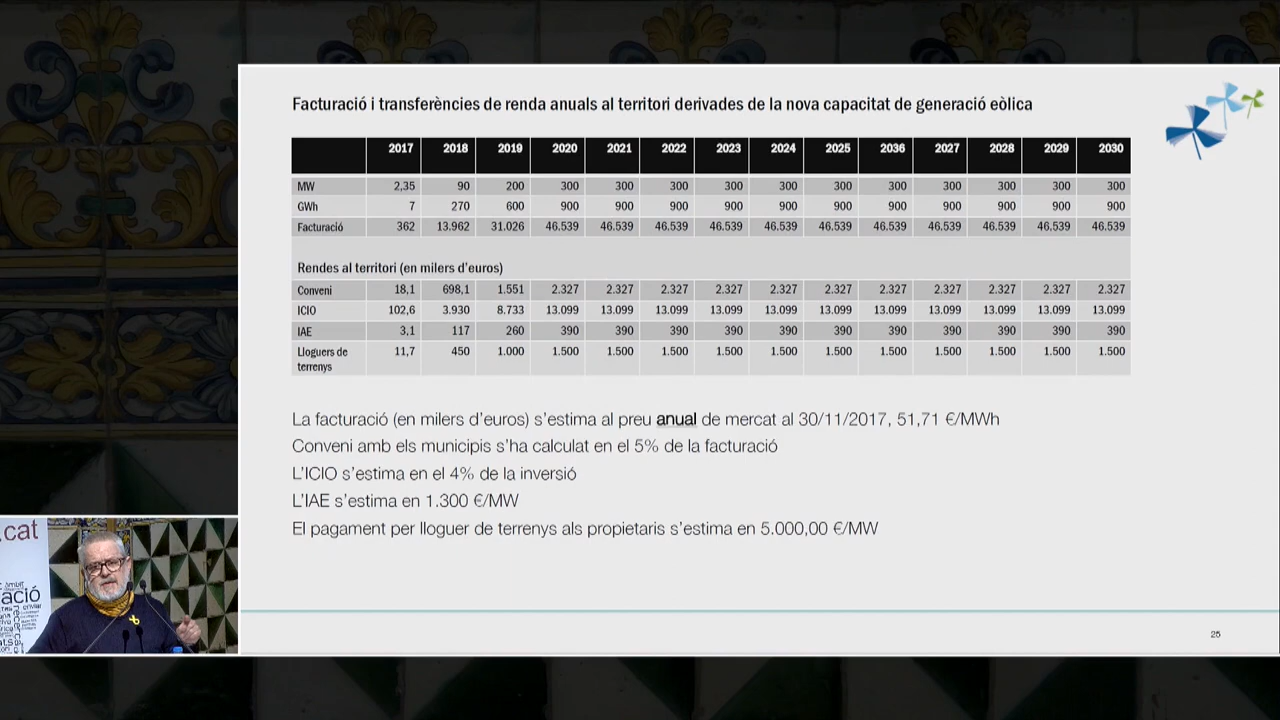 Facturació i transferències de renda anuals al territori derivades de la nova capacitat de generació eòlica
2017 2018 2019 2020 2021 2022 2023 2024 2025 2036 2027 2028 2029 2030
MW 2,35 90 200 300 300 300 300 300 300 300 300 300 300 300
GWh 7 270 600 900 900 900 900 900 900 900 900 900 900 900
Facturació 362 13.962 31.026 46.539 46.539 46.539 46.539 46.539 46.539 46.539 46.539 46.539 46.539 46.539
Rendes al territori (en milers d'euros)
Conveni 18,1 698,1 1.551 2.327 2.327 2.327 2.327 2.327 2.327 2.327 2.327 2.327 2.327 2.327
ICIO 102,6 3.930 8.733 13.099 13.099 13.099 13.099 13.099 13.099 13.099 13.099 13.099 13.099 13.099
IAE 3,1 117 260 390 390 390 390 390 390 390 390 390 390 390
Lloguers de 11,7 450 1.000 1.500 1.500 1.500 1.500 1.500 1.500 1.500 1.500 1.500 1.500 1.500
terrenys
La facturació (en milers d'euros) s'estima al preu anual de mercat al 30/11/2017, 51,71 €/MWh
Conveni amb els municipis s'ha calculat en el 5% de la facturació
L'ICIO s'estima en el 4% de la inversió
L'IAE s'estima en 1.300 €/MW
El pagament per lloguer de terrenys als propietaris s'estima en 5.000,00 €/MW
25
.cat
àmbit
ació
enviar